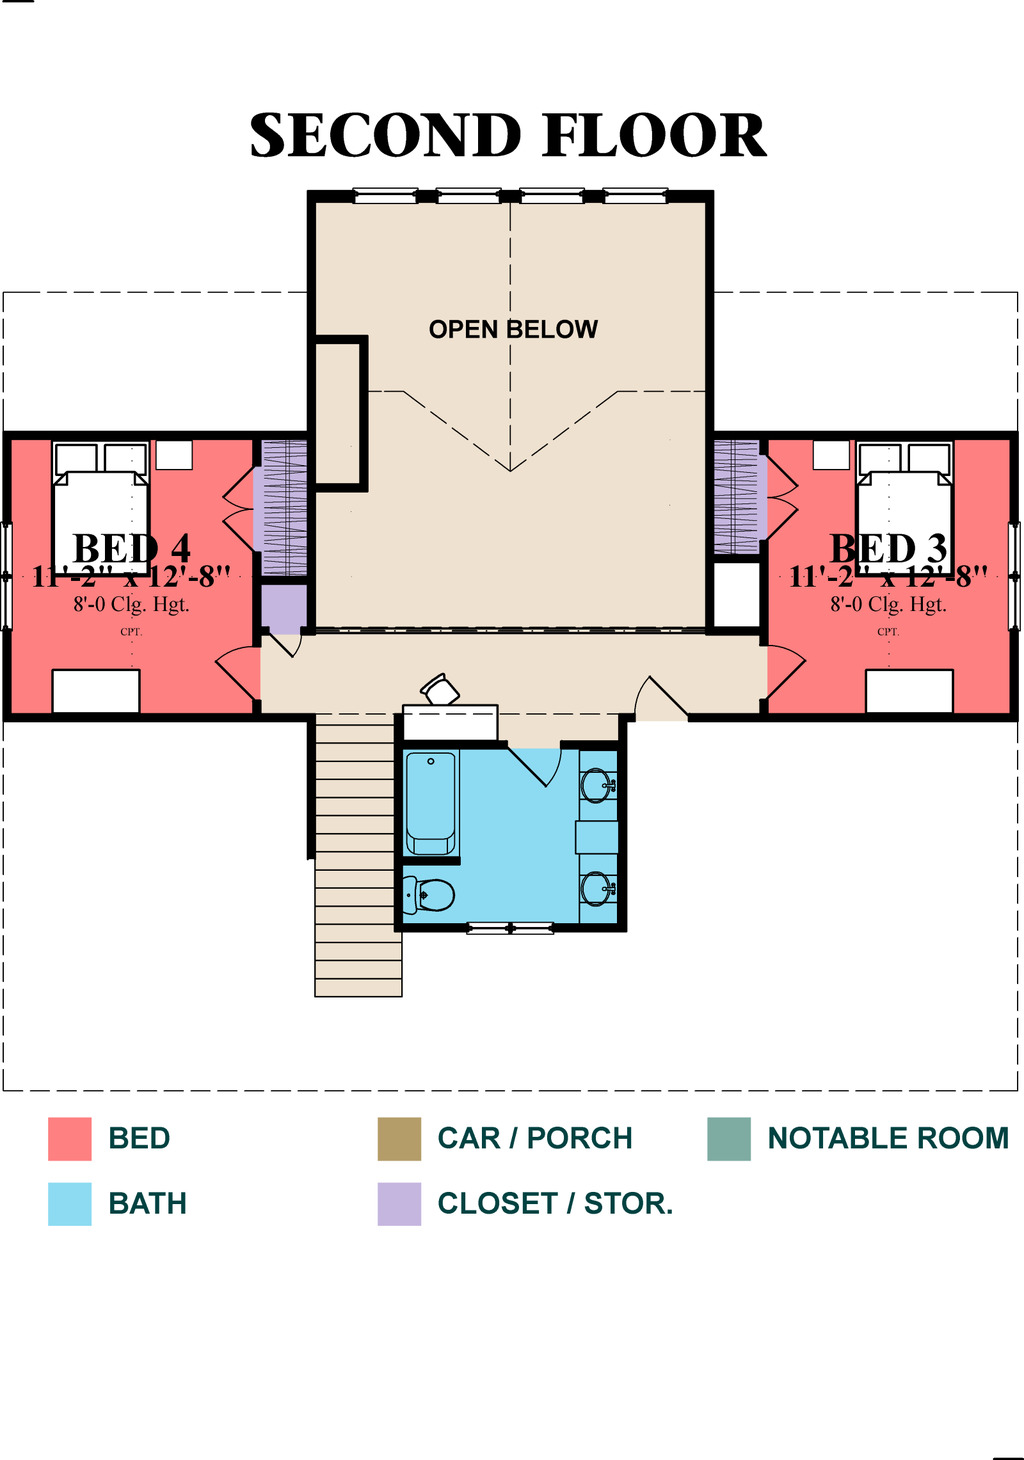 SECOND FLOOR
OPEN BELOW
BED 4
11'-2" x 12'-8"
8'-0 Clg. Hgt.
CPT.
BED 3
11'-2" x 12'-8"
8'-0 Clg. Hgt.
CPT.
BED
CAR / PORCH
NOTABLE ROOM
BATH
CLOSET / STOR.